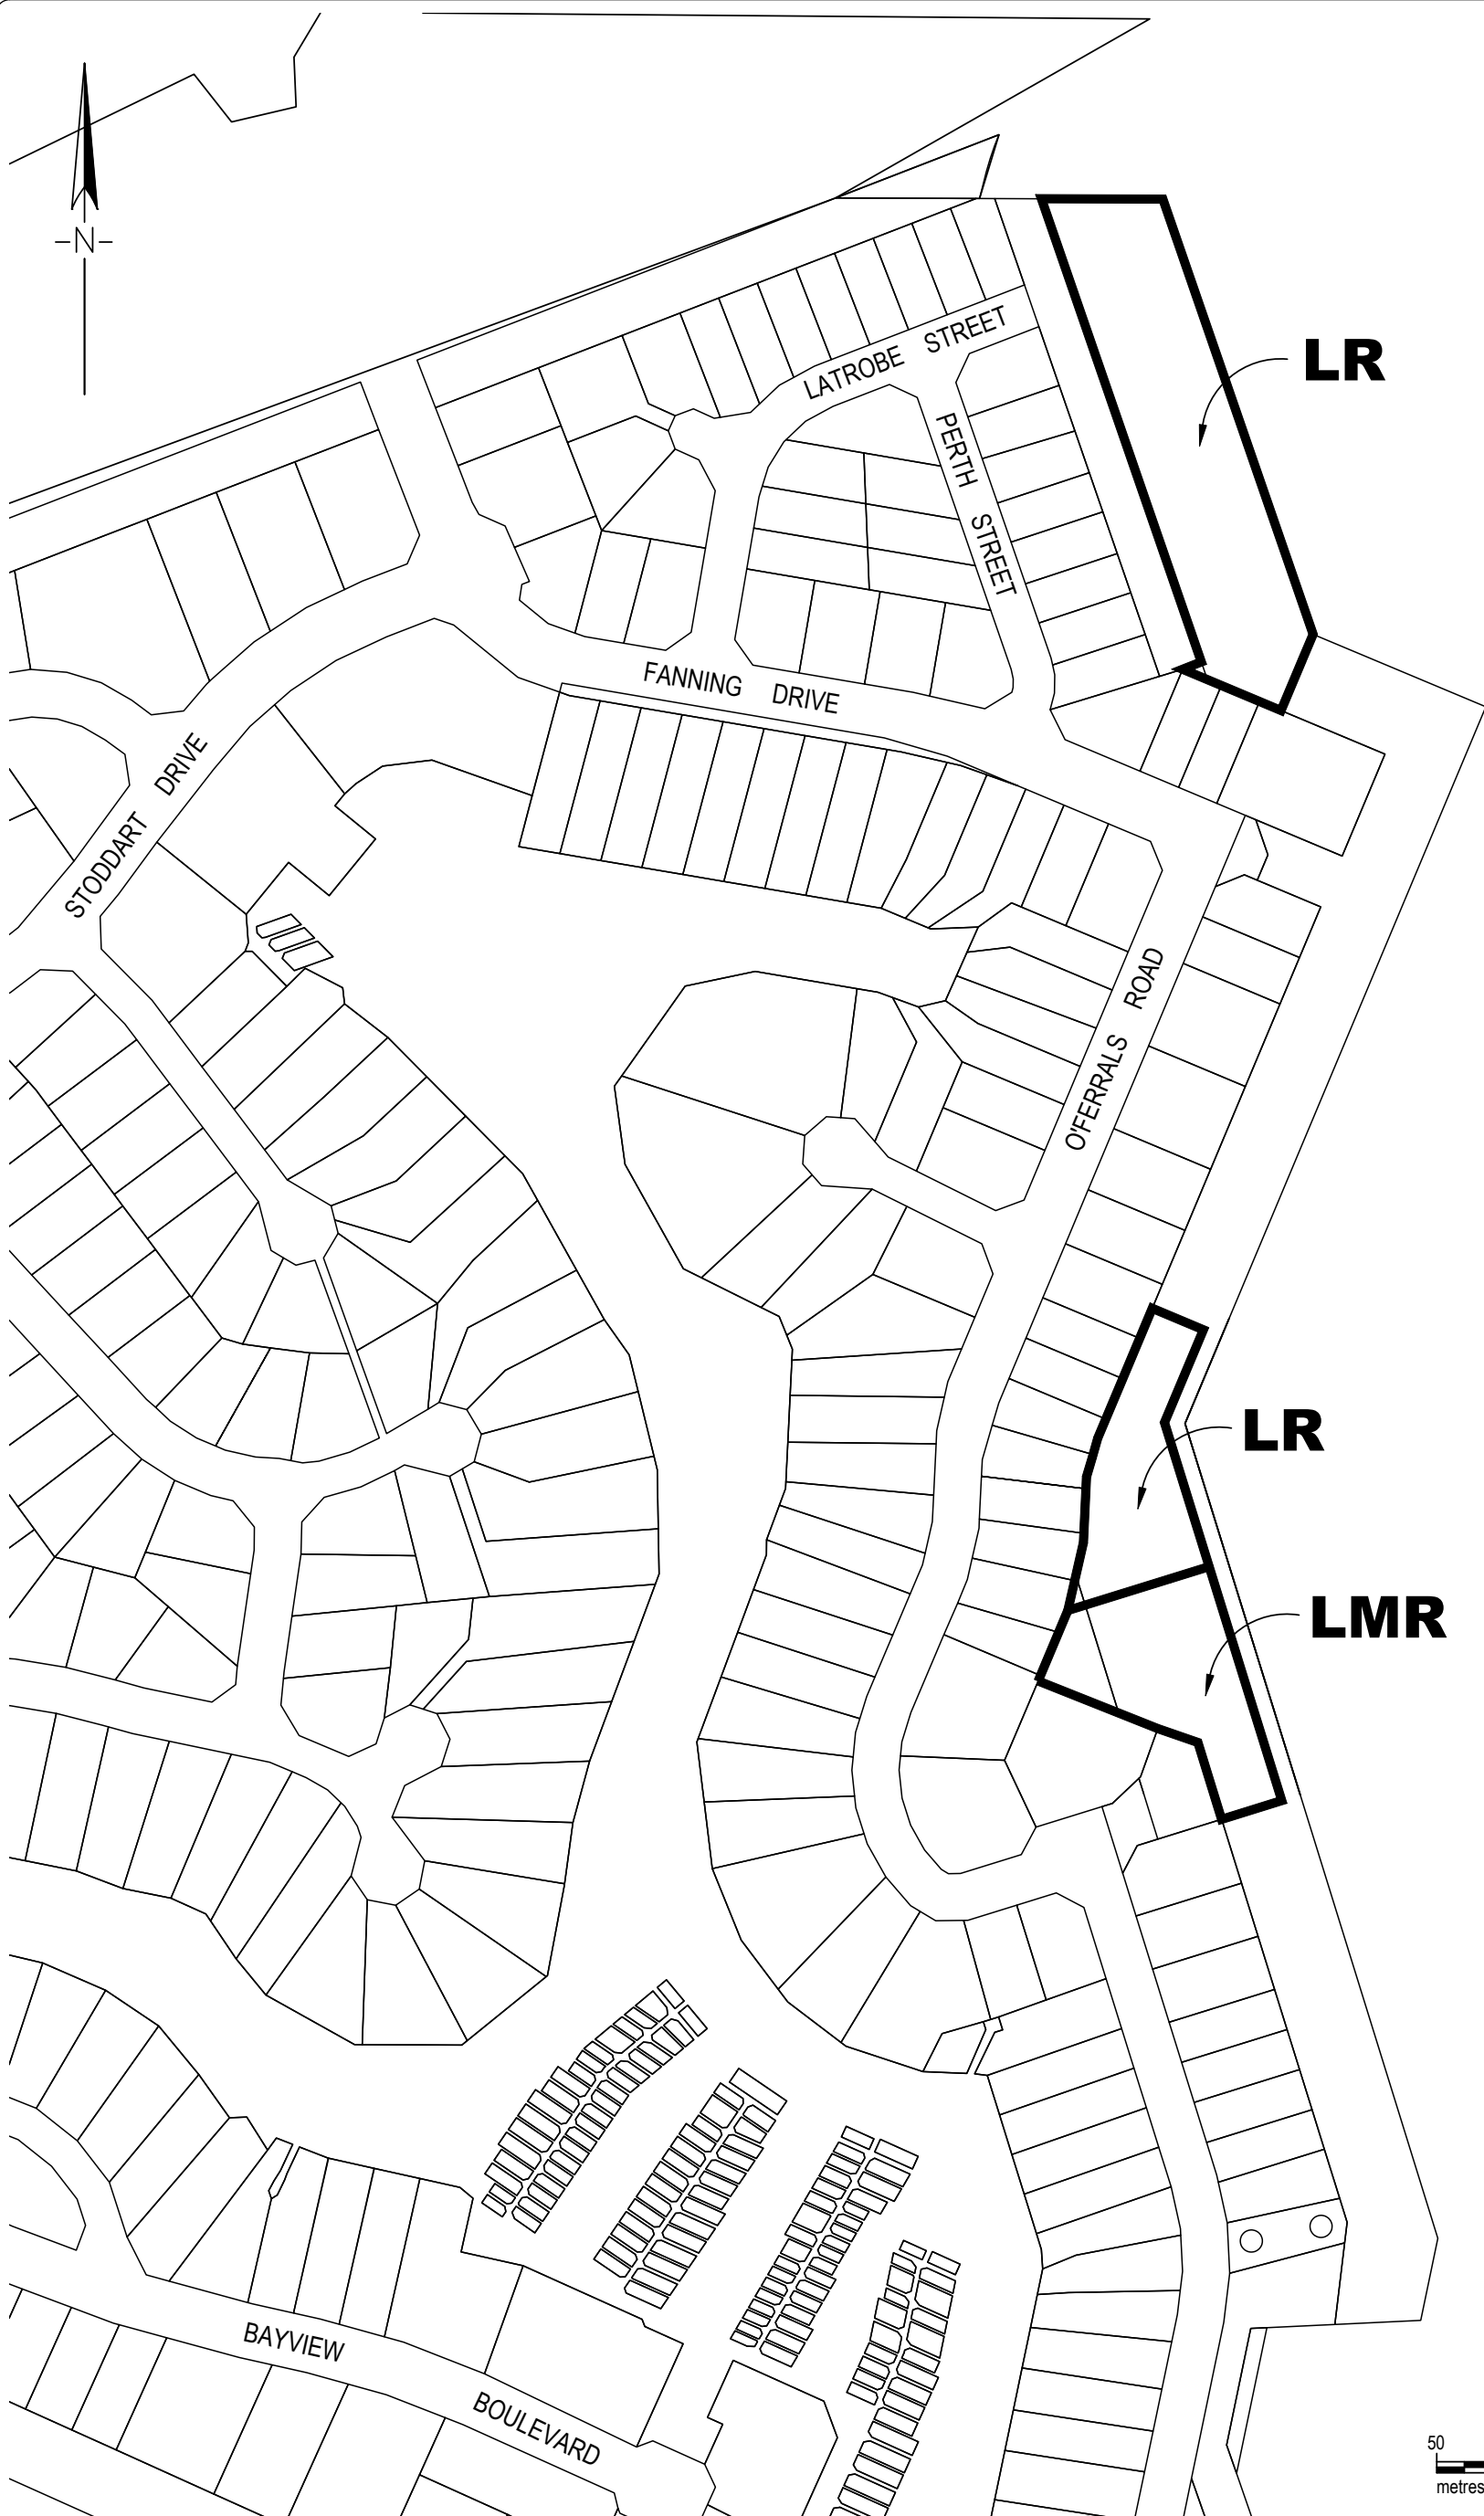 -N-
LR
LATROBE STREET
PERTH STREET
FANNING DRIVE
STODDART DRIVE
O'FERRALS ROAD
LR
LMR
BAYVIEW
BOULEVARD
50
metres